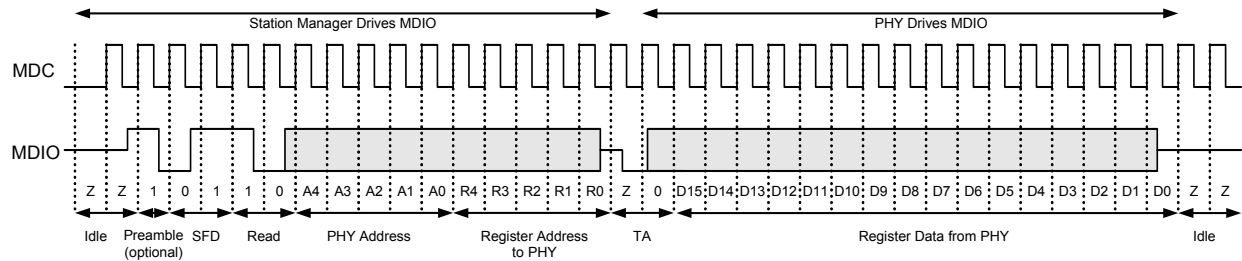 Station Manager Drives MDIO PHY Drives MDIO
MDC
MDIO
Z Z 1 0 1 1 0 A4 A3 A2 A1 A0 R4 R3 R2 R1 R0 Z 0 D15 D14 D13 D12 D11 D10 D9 D8 D7 D6 D5 D4 D3 D2 D1 D0 Z Z
Idle Preamble (optional) SFD Read PHY Address Register Address to PHY TA Register Data from PHY Idle